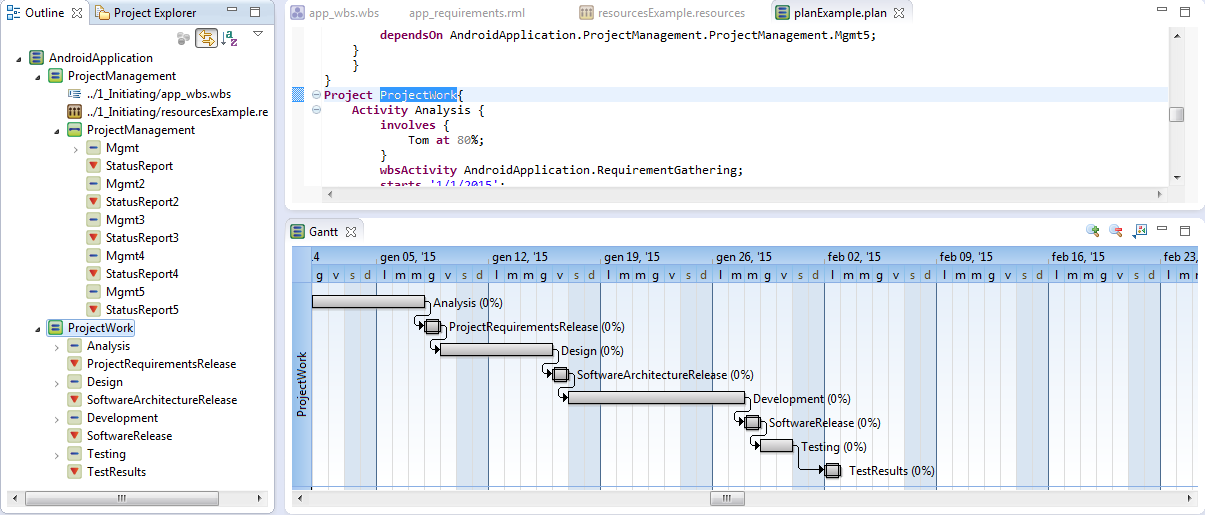 Outline
Project Explorer
AndroidApplication
ProjectManagement
../1_Initiating/app_wbs.wbs
../1_Initiating/resourcesExample.re
ProjectManagement
Mgmt
StatusReport
Mgmt2
StatusReport2
Mgmt3
StatusReport3
Mgmt4
StatusReport4
Mgmt5
StatusReport5
ProjectWork
Analysis
ProjectRequirementsRelease
Design
SoftwareArchitectureRelease
Development
SoftwareRelease
Testing
TestResults
app_wbs.wbs app_requirements.rml resourcesExample.resources planExample.plan
dependsOn AndroidApplication.ProjectManagement.ProjectManagement.Mgmt5;
}
}
}
Project ProjectWork{
Activity Analysis {
involves {
Tom at 80%;
}
wbsActivity AndroidApplication.RequirementGathering;
starts '1/1/2015';
Gantt
14 gen 05, '15 gen 12, '15 gen 19, '15 gen 26, '15 feb 02, '15 feb 09, '15 feb 16, '15 feb 23,
g v s d l m m g v s d l m m g v s d l m m g v s d l m m g v s d l m m g v s d l m m g v s d l m m g v s d l m m
ProjectWork
Analysis (0%)
ProjectRequirementsRelease (0%)
Design (0%)
SoftwareArchitectureRelease (0%)
Development (0%)
SoftwareRelease (0%)
Testing (0%)
TestResults (0%)